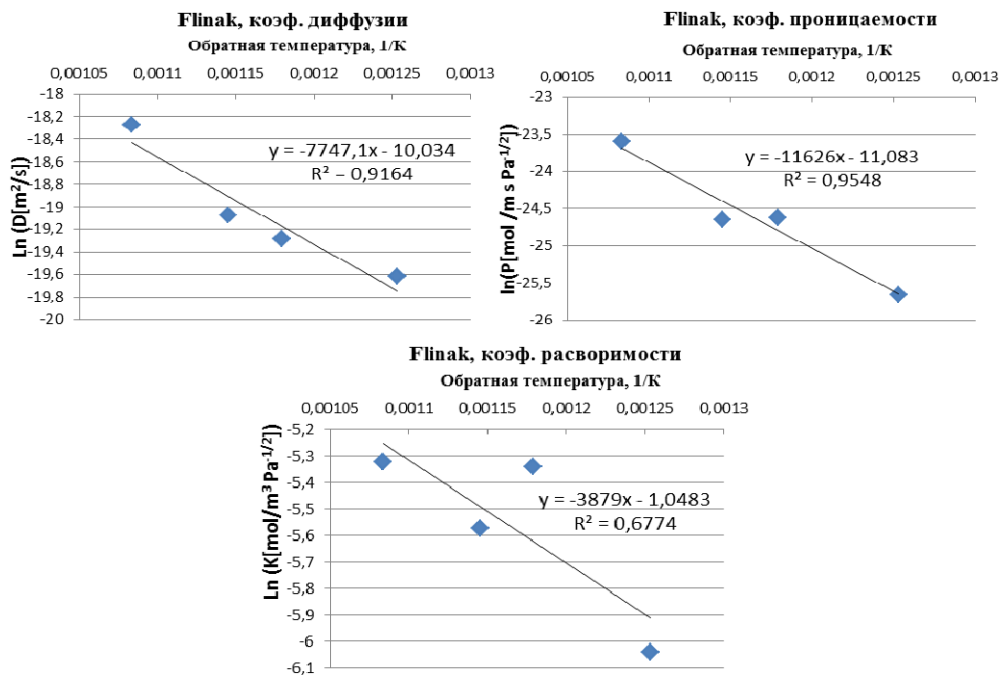 Flinak, коэф. диффузии
Обратная температура, 1/К
0,00105 0,0011 0,00115 0,0012 0,00125 0,0013
-18
-18,2
-18,4
-18,6
-18,8
-19
-19,2
-19,4
-19,6
-19,8
-20
Ln (D[m²/s])
y = -7747,1x - 10,034
R² – 0,9164
Flinak, коэф. проницаемости
Обратная температура, 1/К
0,00105 0,0011 0,00115 0,0012 0,00125 0,0013
-23
-23,5
-24
-24,5
-25
-25,5
-26
ln(P[mol /m s Pa⁻¹/²])
y = -11626x - 11,083
R² = 0,9548
Flinak, коэф. расворимости
Обратная температура, 1/К
0,00105 0,0011 0,00115 0,0012 0,00125 0,0013
-5,2
-5,3
-5,4
-5,5
-5,6
-5,7
-5,8
-5,9
-6
-6,1
Ln (K[mol/m³ Pa⁻¹/²])
y = -3879x - 1,0483
R² = 0,6774